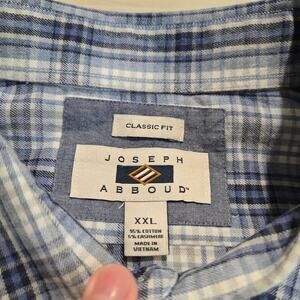 CLASSIC FIT
JOSEPH
ABBOUD
XXL
95% COTTON
5% CASHMERE
MADE IN
VIETNAM